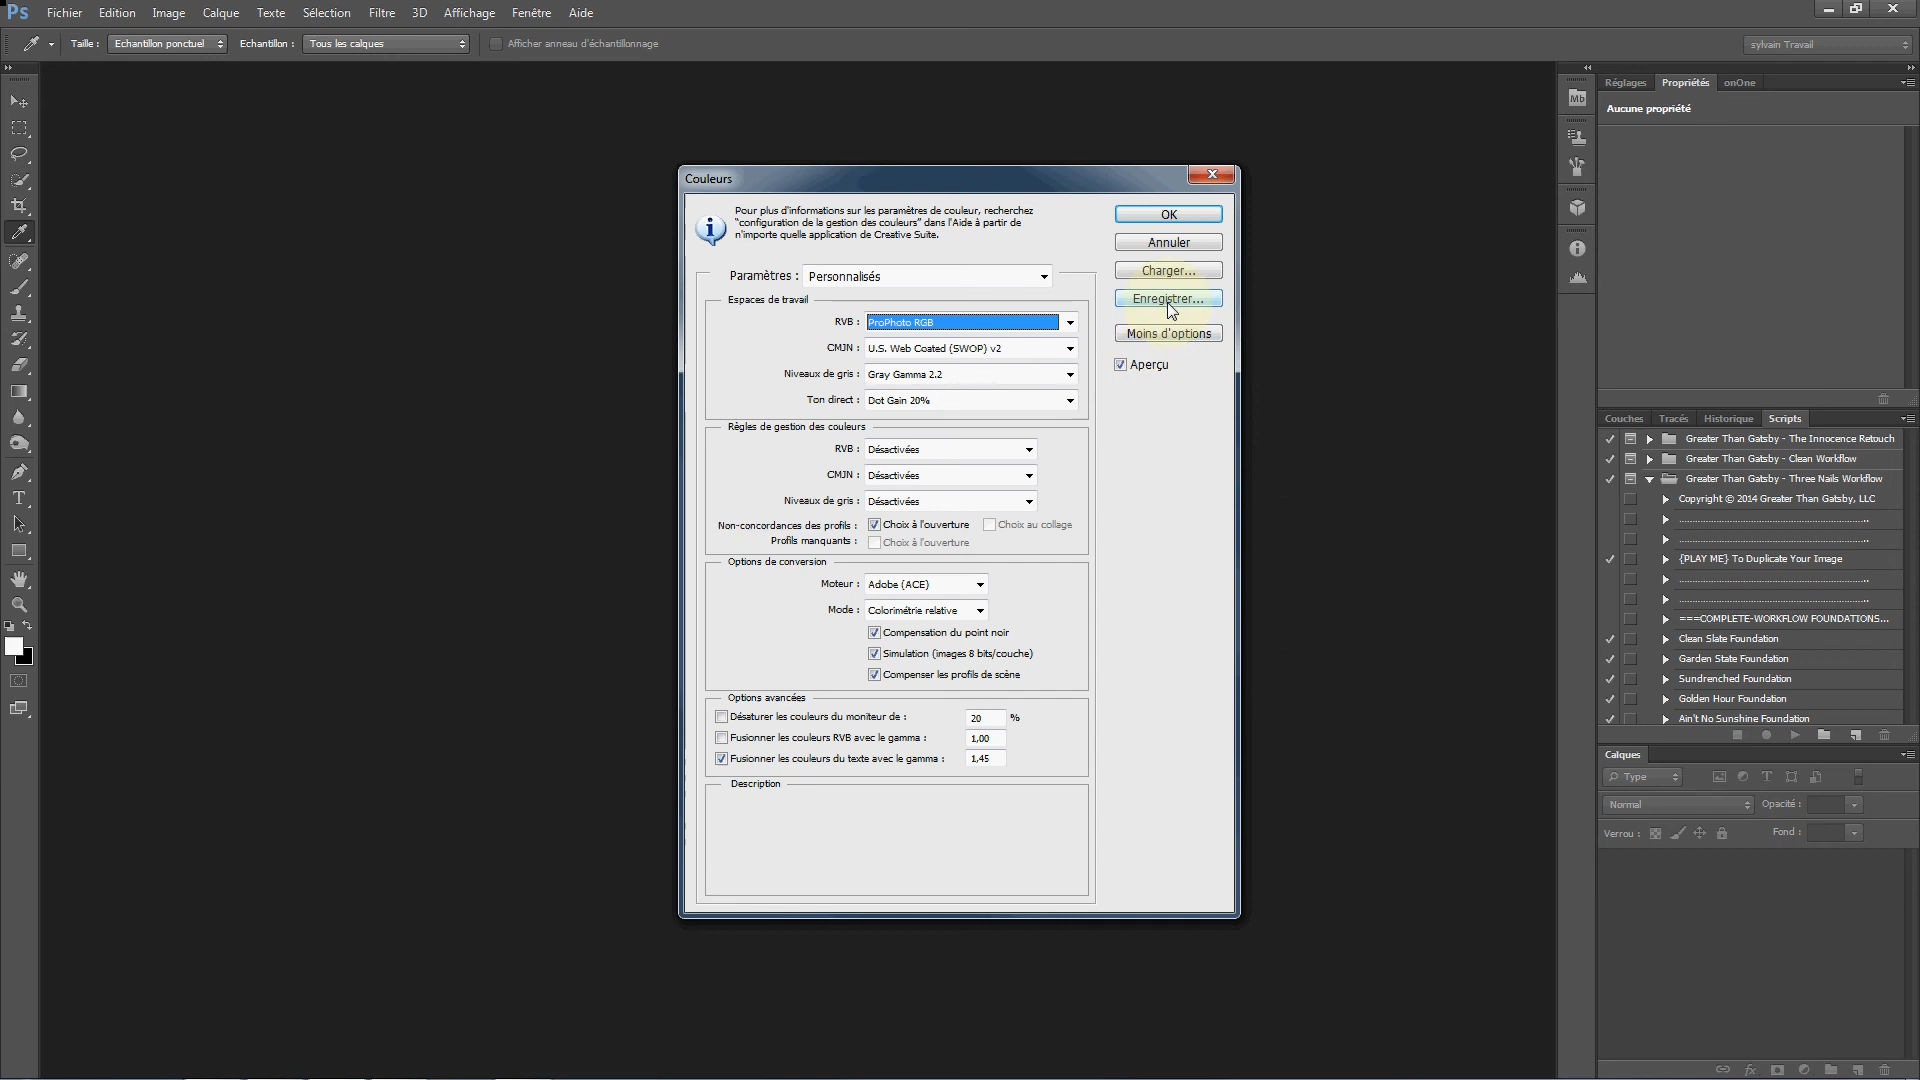 Ps Fichier Edition Image Calque Texte Sélection Filtre 3D Affichage Fenêtre Aide
Taille : Echantillon ponctuel Echantillon : Tous les calques Afficher anneau d'échantillonnage sylvain Travail
Réglages Propriétés onOne
Mb
Aucune propriété
Couleurs
Pour plus d'informations sur les paramètres de couleur, recherchez
"configuration de la gestion des couleurs" dans l'Aide à partir de
n'importe quelle application de Creative Suite.
OK
Annuler
Charger...
Enregistrer...
Moins d'options
Aperçu
Paramètres : Personnalisés
Espaces de travail
RVB : ProPhoto RGB
CMJN : U.S. Web Coated (SWOP) v2
Niveaux de gris : Gray Gamma 2.2
Ton direct : Dot Gain 20%
Règles de gestion des couleurs
RVB : Désactivées
CMJN : Désactivées
Niveaux de gris : Désactivées
Non-concordances des profils : Choix à l'ouverture Choix au collage
Profils manquants : Choix à l'ouverture
Options de conversion
Moteur : Adobe (ACE)
Mode : Colorimétrie relative
Compensation du point noir
Simulation (images 8 bits/couche)
Compenser les profils de scène
Options avancées
Désaturer les couleurs du moniteur de : 20 %
Fusionner les couleurs RVB avec le gamma : 1,00
Fusionner les couleurs du texte avec le gamma : 1,45
Description
Couches Tracés Historique Scripts
Greater Than Gatsby - The Innocence Retouch
Greater Than Gatsby - Clean Workflow
Greater Than Gatsby - Three Nails Workflow
Copyright © 2014 Greater Than Gatsby, LLC
{PLAY ME} To Duplicate Your Image
===COMPLETE-WORKFLOW FOUNDATIONS...
Clean Slate Foundation
Garden State Foundation
Sundrenched Foundation
Golden Hour Foundation
Ain't No Sunshine Foundation
Calques
Type
Normal Opacité :
Verrou : Fond :
fx